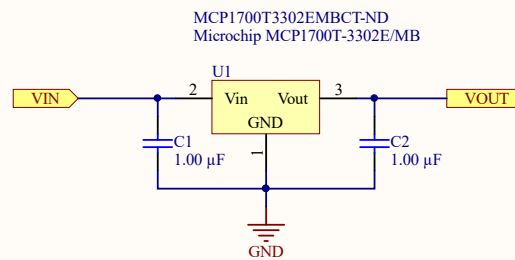 MCP1700T3302EMBCT-ND
Microchip MCP1700T-3302E/MB
U1
VIN
2
Vin
Vout
3
VOUT
GND
1
C1
1.00 µF
C2
1.00 µF
GND